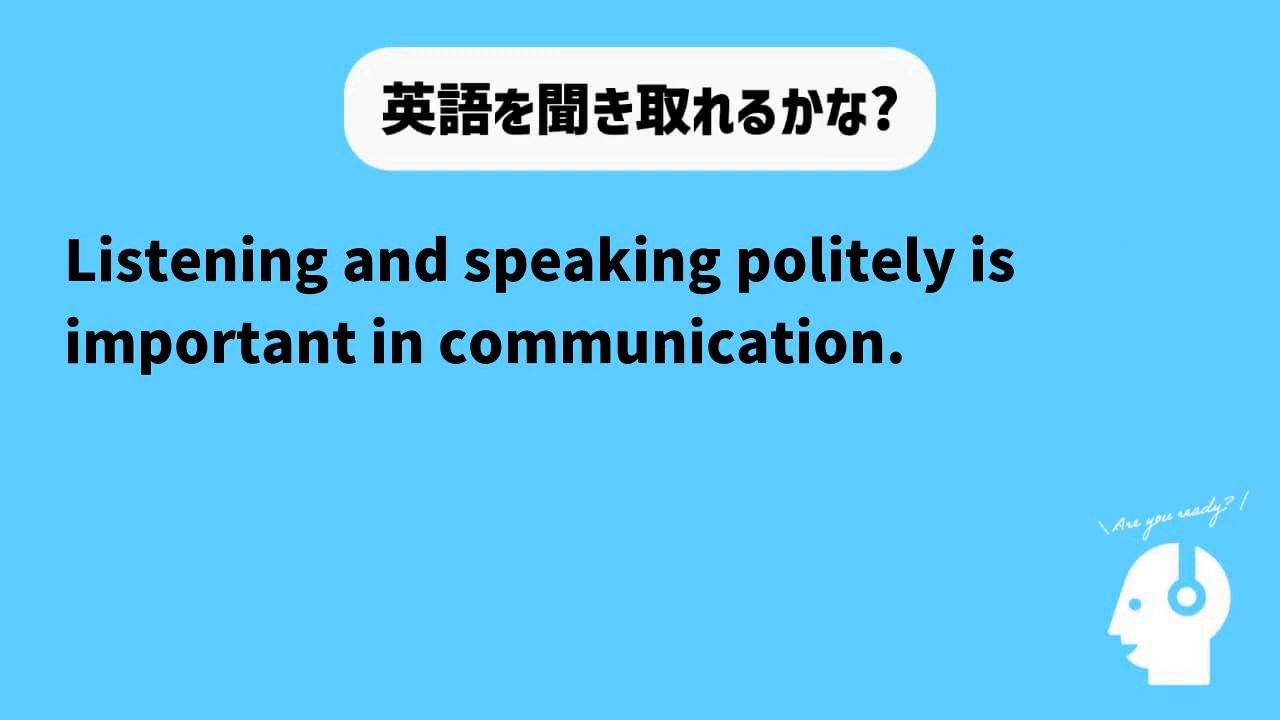 英語を聞き取れるかな?
Listening and speaking politely is
important in communication.
\ Are you ready? /